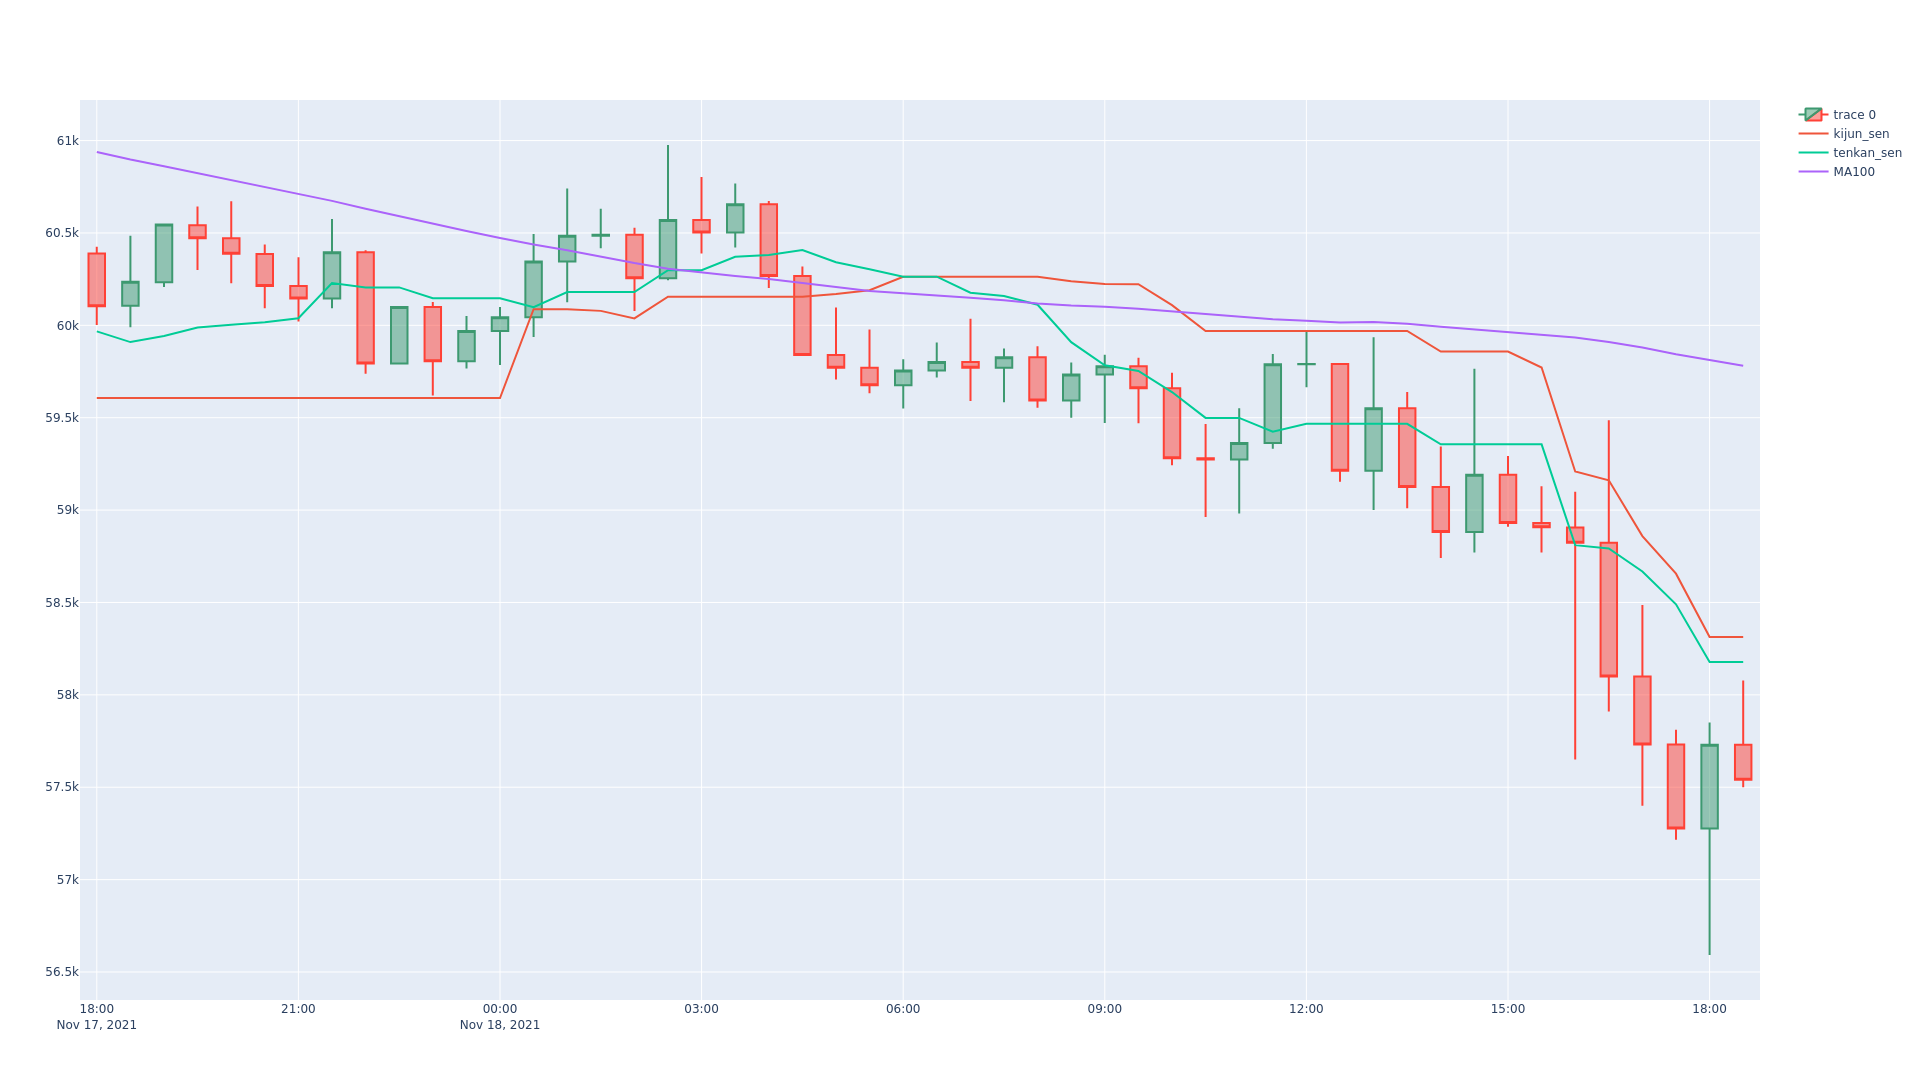 61k
60.5k
60k
59.5k
59k
58.5k
58k
57.5k
57k
56.5k
18:00 21:00 00:00 03:00 06:00 09:00 12:00 15:00 18:00
Nov 17, 2021 Nov 18, 2021
trace 0
kijun_sen
tenkan_sen
MA100